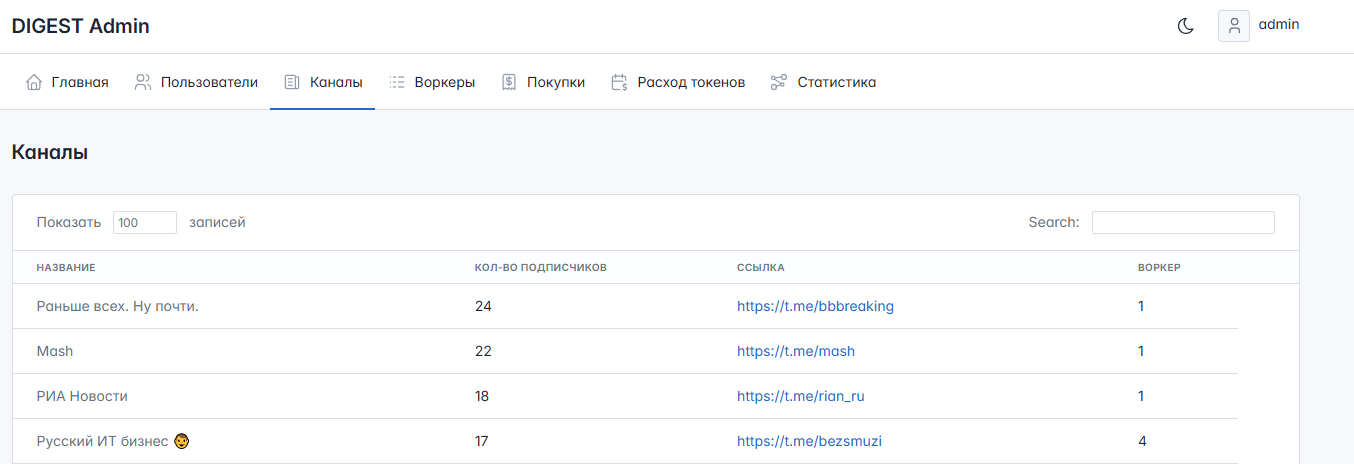 DIGEST Admin
admin
Главная Пользователи Каналы Воркеры Покупки Расход токенов Статистика
Каналы
Показать 100 записей Search:
НАЗВАНИЕ КОЛ-ВО ПОДПИСЧИКОВ ССЫЛКА ВОРКЕР
Раньше всех. Ну почти. 24 https://t.me/bbbreaking 1
Mash 22 https://t.me/mash 1
РИА Новости 18 https://t.me/rian_ru 1
Русский ИТ бизнес 👨 17 https://t.me/bezsmuzi 4